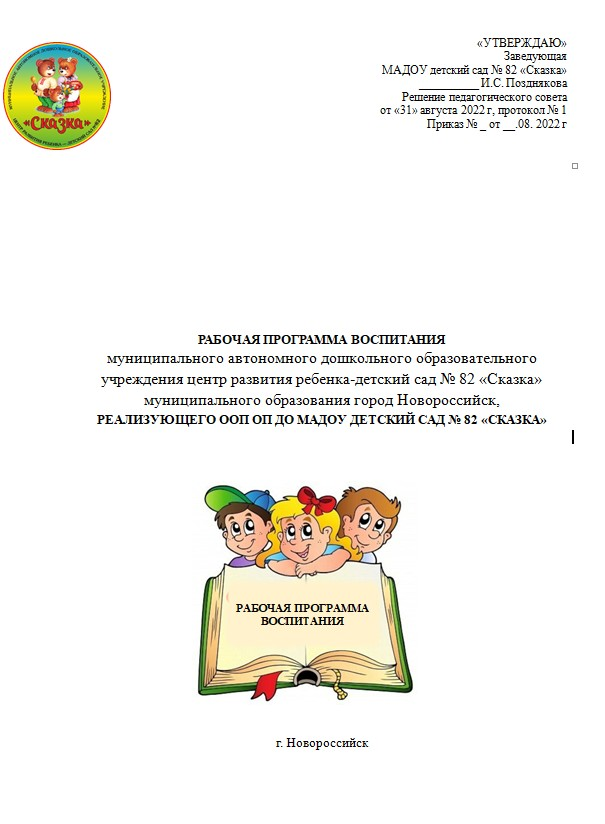 «УТВЕРЖДАЮ»
Заведующая
МАДОУ детский сад № 82 «Сказка»
__________ И.С. Позднякова
Решение педагогического совета
от «31» августа 2022 г, протокол № 1
Приказ № _ от __.08. 2022 г
«Сказка»
РАБОЧАЯ ПРОГРАММА ВОСПИТАНИЯ
муниципального автономного дошкольного образовательного
учреждения центр развития ребенка-детский сад № 82 «Сказка»
муниципального образования город Новороссийск,
РЕАЛИЗУЮЩЕГО ООП ОП ДО МАДОУ ДЕТСКИЙ САД № 82 «СКАЗКА»
РАБОЧАЯ ПРОГРАММА
ВОСПИТАНИЯ
г. Новороссийск